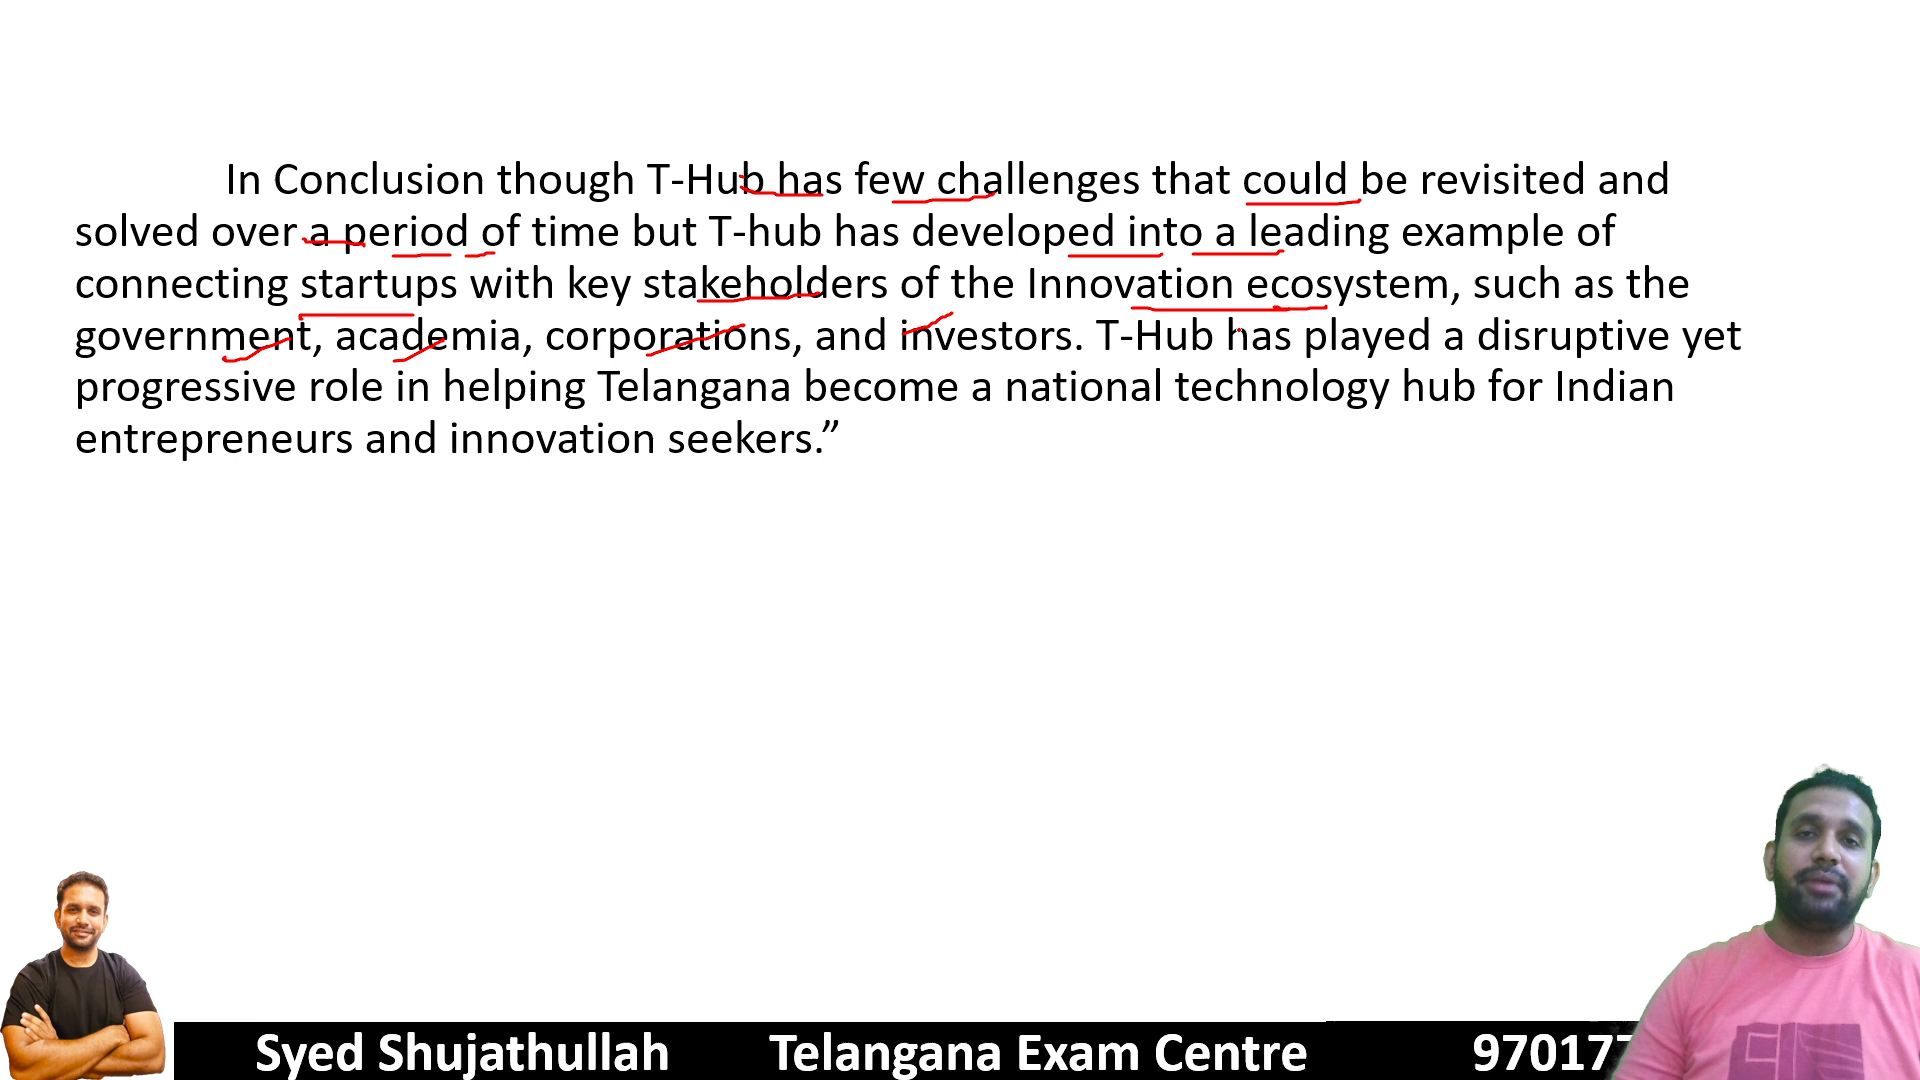 In Conclusion though T-Hub has few challenges that could be revisited and
solved over a period of time but T-hub has developed into a leading example of
connecting startups with key stakeholders of the Innovation ecosystem, such as the
government, academia, corporations, and investors. T-Hub has played a disruptive yet
progressive role in helping Telangana become a national technology hub for Indian
entrepreneurs and innovation seekers.”
Syed Shujathullah Telangana Exam Centre 97017